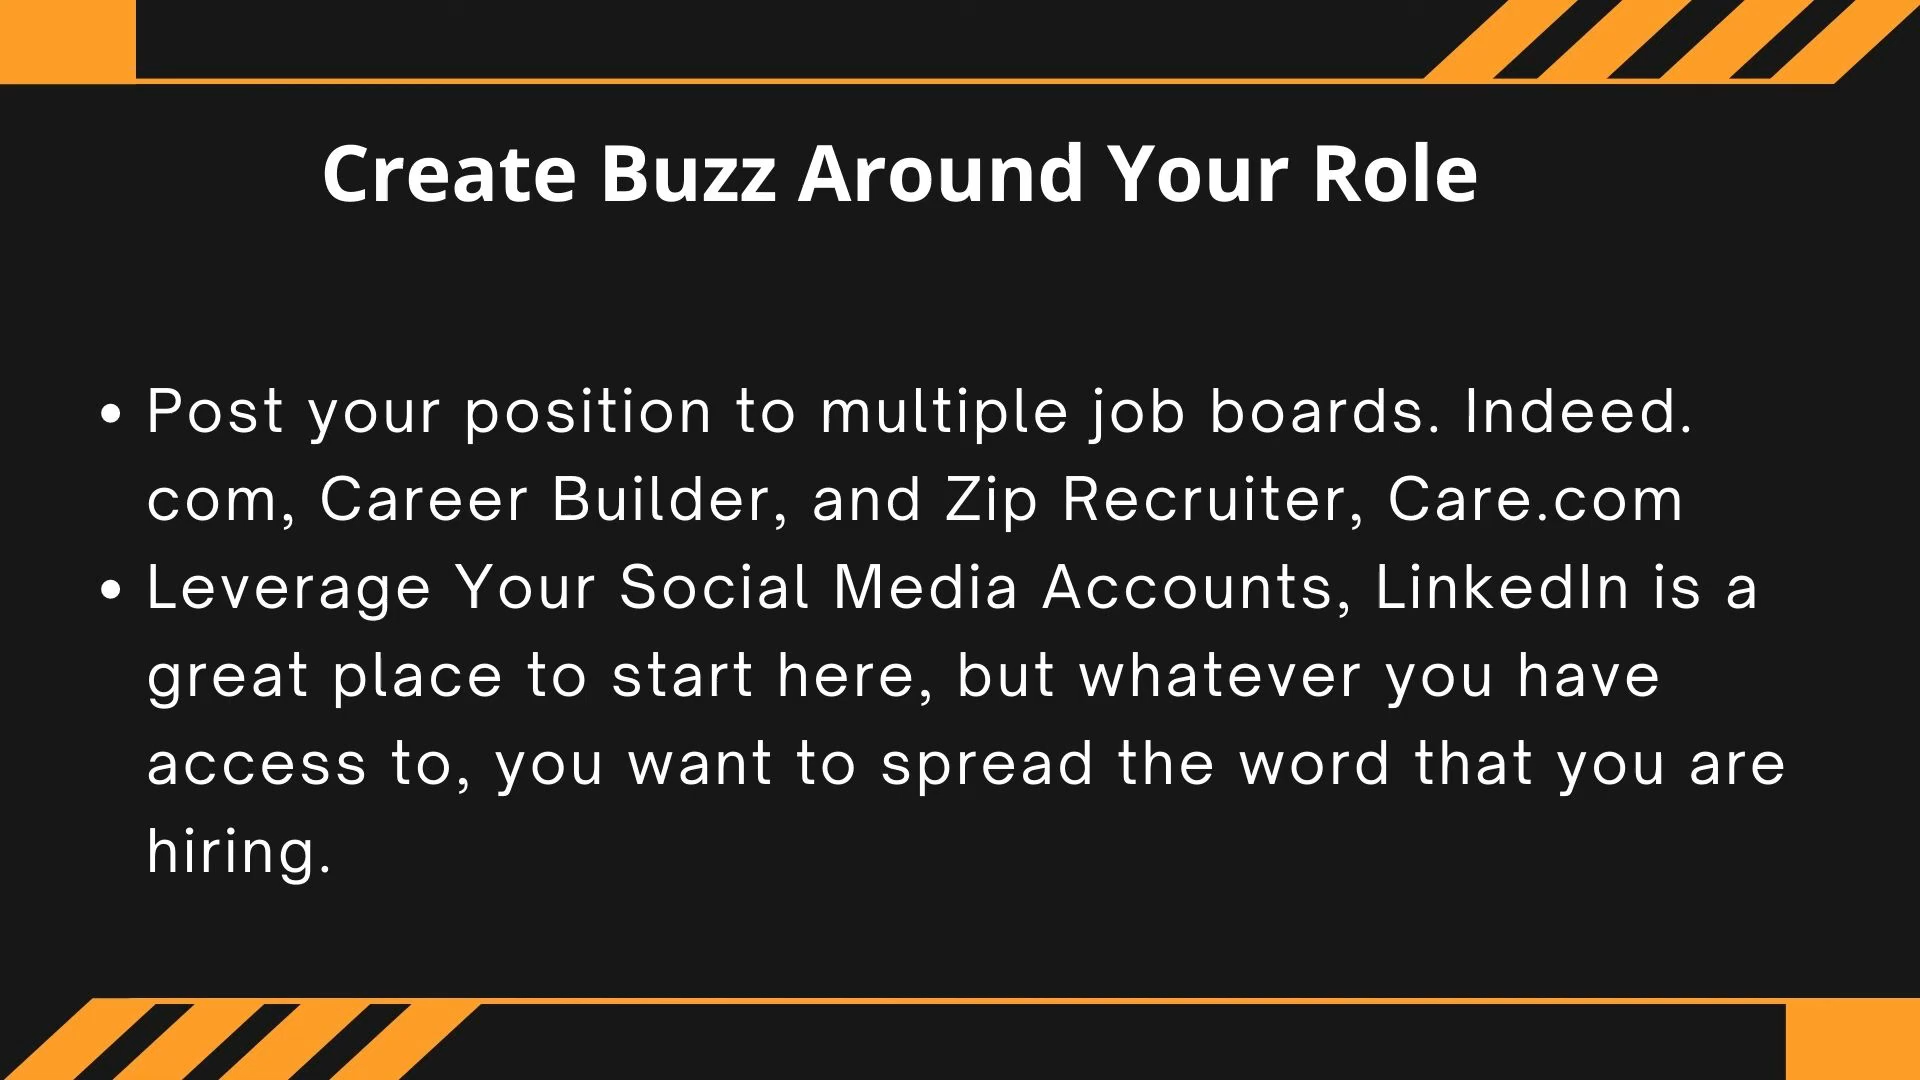 Create Buzz Around Your Role
• Post your position to multiple job boards. Indeed.
com, Career Builder, and Zip Recruiter, Care.com
• Leverage Your Social Media Accounts, LinkedIn is a
great place to start here, but whatever you have
access to, you want to spread the word that you are
hiring.